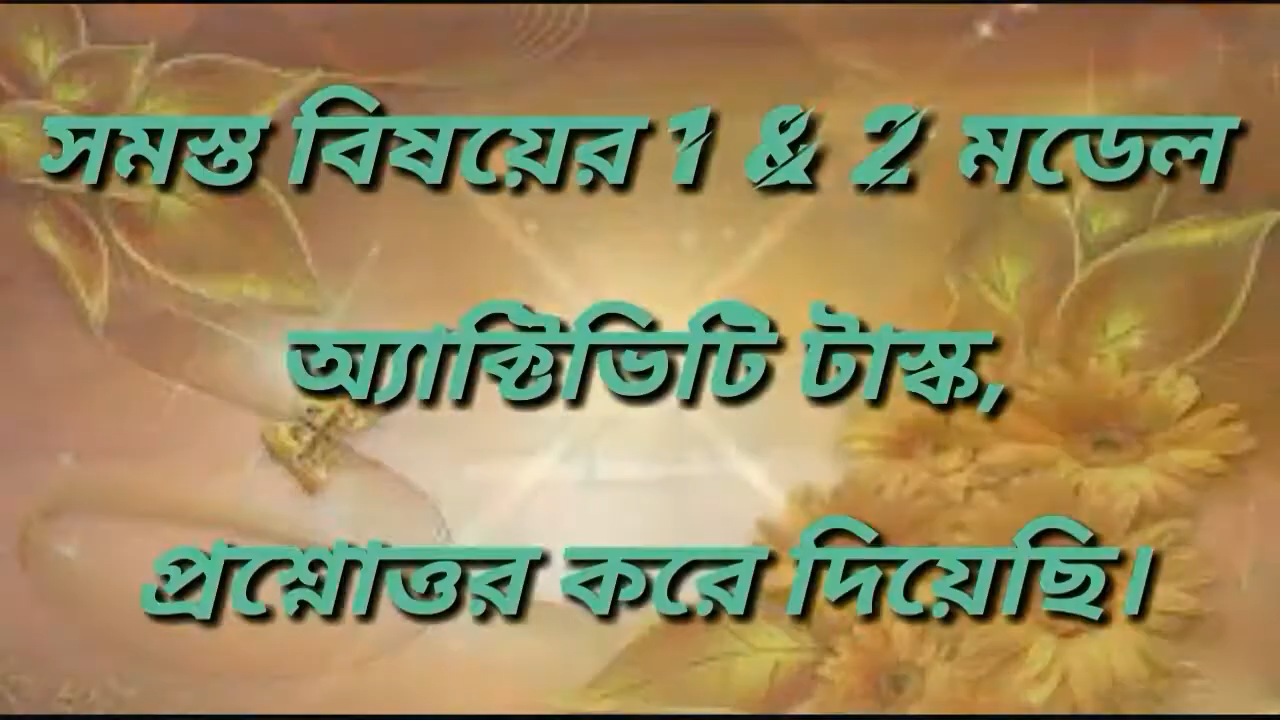 সমস্ত বিষয়ের 1 & 2 মডেল
অ্যাক্টিভিটি টাস্ক,
প্রশ্নোত্তর করে দিয়েছি।